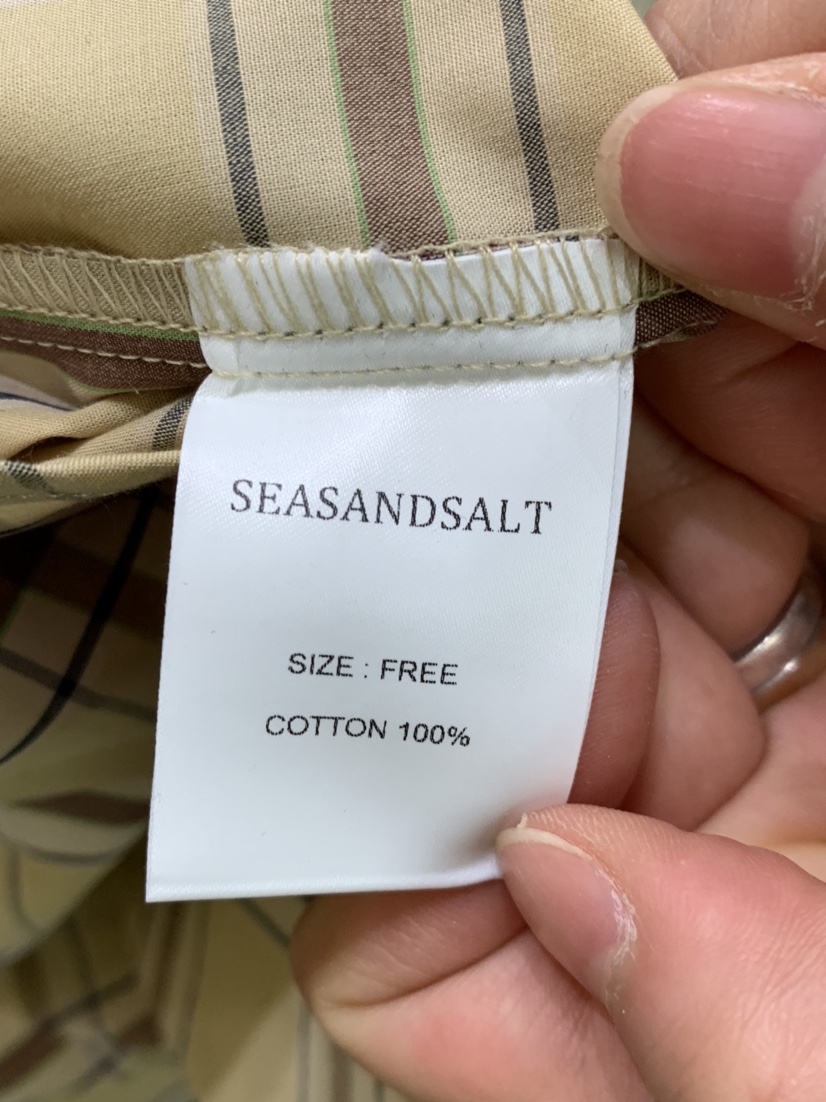 SEASANDSALT
SIZE : FREE
COTTON 100%